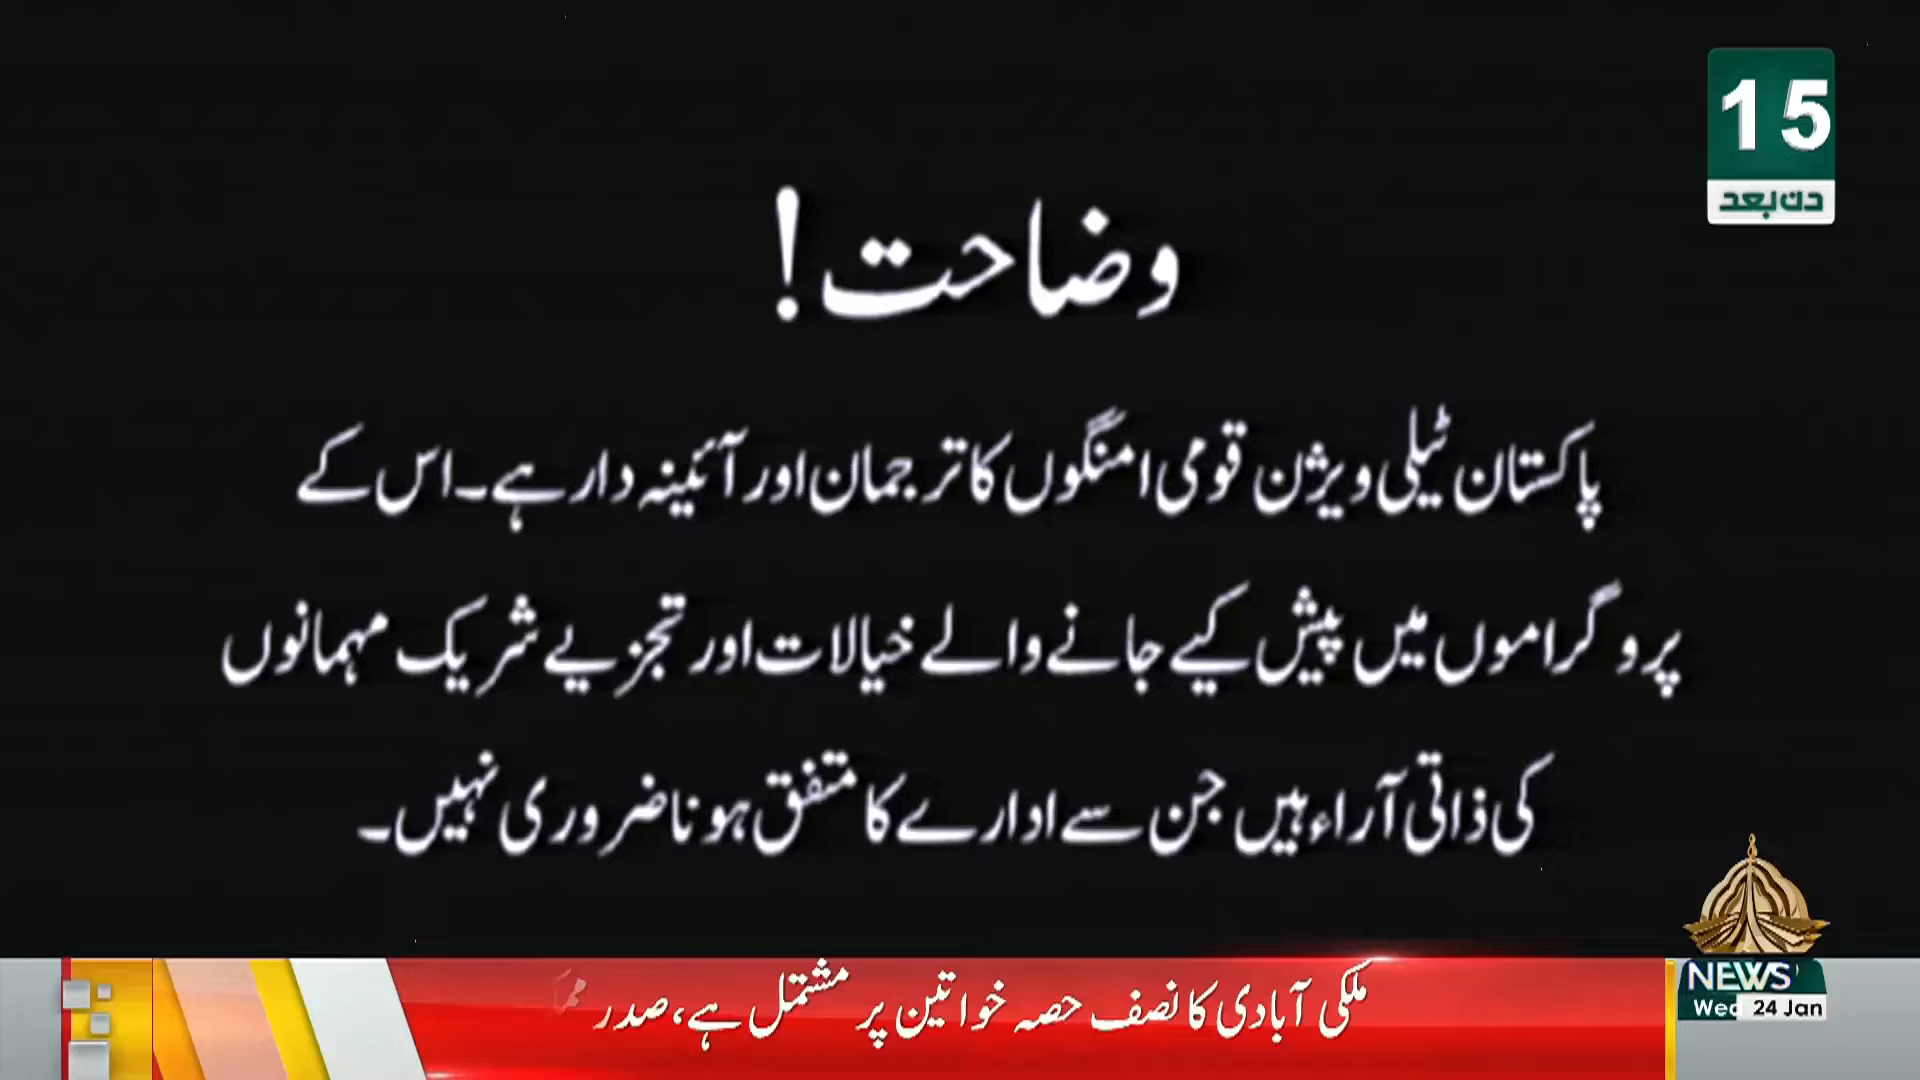 15
دن بعد
وضاحت!
پاکستان ٹیلی ویژن قومی امنگوں کا ترجمان اور آئینہ دار ہے۔ اس کے
پروگراموں میں پیش کیے جانے والے خیالات اور تجزیے شریک مہمانوں
کی ذاتی آراء ہیں جن سے ادارے کا متفق ہونا ضروری نہیں۔
ملکی آبادی کا نصف حصہ خواتین پر مشتمل ہے، صدر
NEWS
Wed 24 Jan